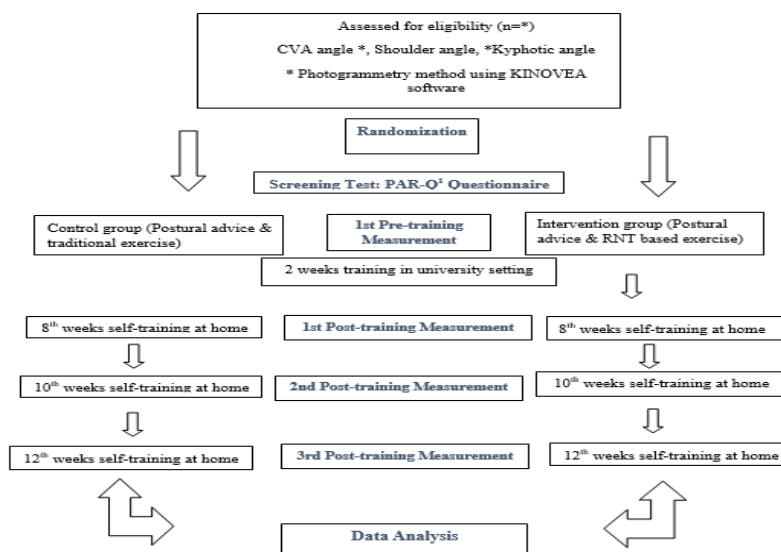 Assessed for eligibility (n=*)
CVA angle *, Shoulder angle, *Kyphotic angle
* Photogrammetry method using KINOVEA
software
Randomization
Screening Test: PAR-Q¹ Questionnaire
Control group (Postural advice &
traditional exercise)
1st Pre-training
Measurement
Intervention group (Postural
advice & RNT based exercise)
2 weeks training in university setting
8th weeks self-training at home
1st Post-training Measurement
8th weeks self-training at home
10th weeks self-training at home
2nd Post-training Measurement
10th weeks self-training at home
12th weeks self-training at home
3rd Post-training Measurement
12th weeks self-training at home
Data Analysis